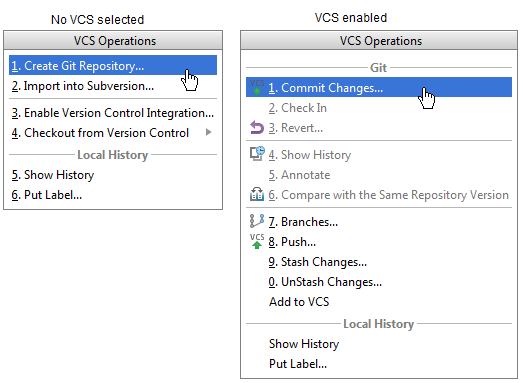 No VCS selected
VCS Operations
1. Create Git Repository...
2. Import into Subversion...
3. Enable Version Control Integration...
4. Checkout from Version Control
Local History
5. Show History
6. Put Label...
VCS enabled
VCS Operations
Git
VCS 1. Commit Changes...
2. Check In
3. Revert...
4. Show History
5. Annotate
6. Compare with the Same Repository Version
7. Branches...
VCS 8. Push...
9. Stash Changes...
0. UnStash Changes...
Add to VCS
Local History
Show History
Put Label...